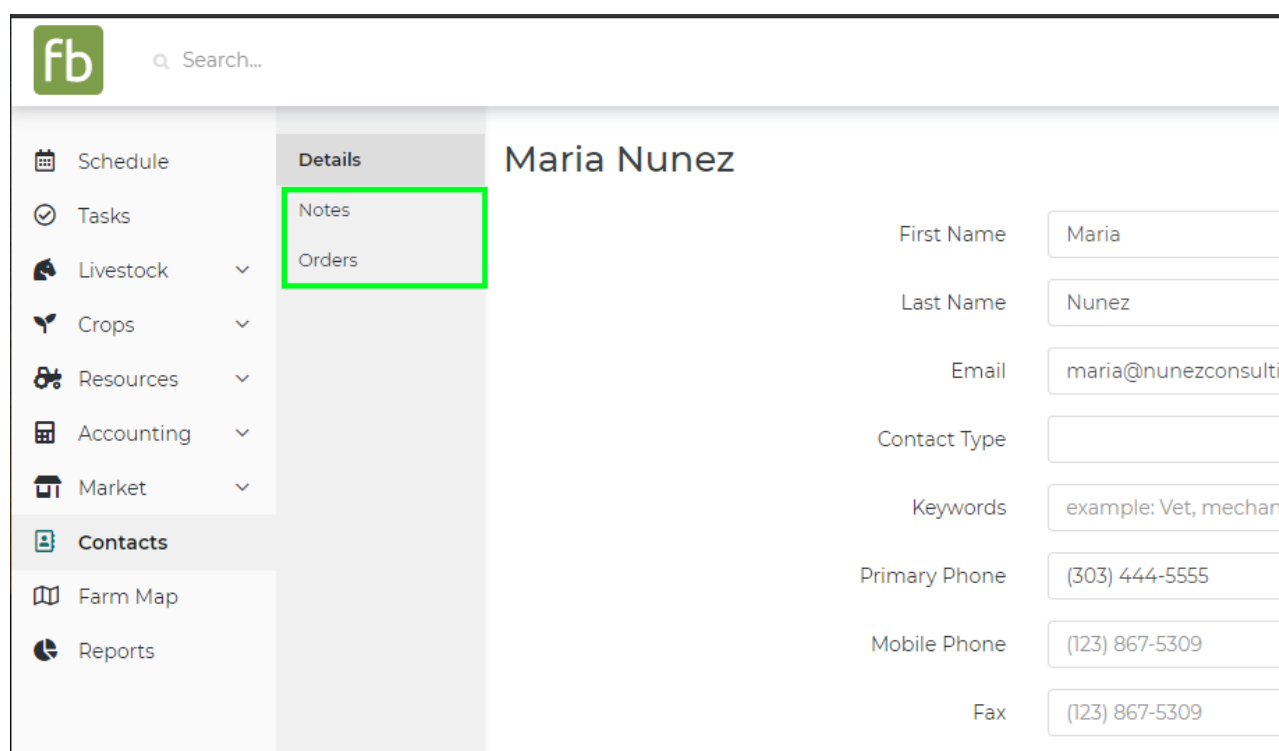 fb
Search...
Schedule
Tasks
Livestock
Crops
Resources
Accounting
Market
Contacts
Farm Map
Reports
Details
Notes
Orders
Maria Nunez
First Name Maria
Last Name Nunez
Email maria@nunezconsulti
Contact Type
Keywords example: Vet, mechan
Primary Phone (303) 444-5555
Mobile Phone (123) 867-5309
Fax (123) 867-5309